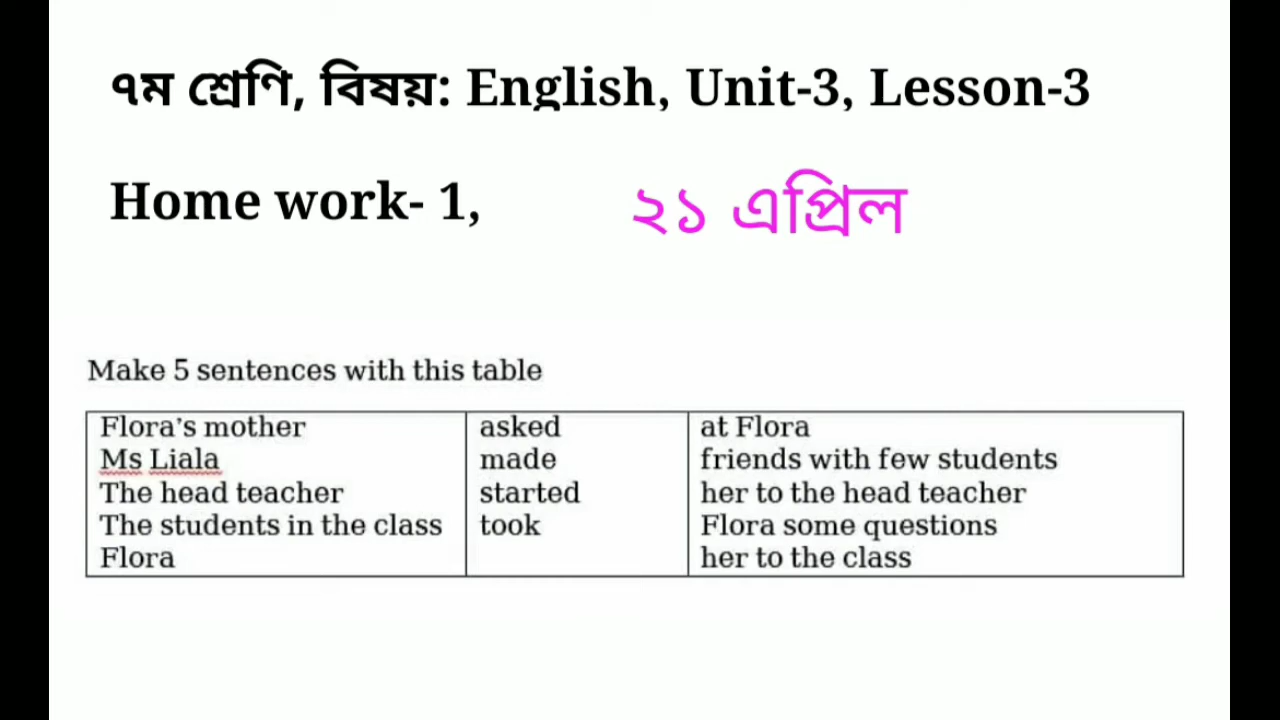 ৭ম শ্রেণি, বিষয়: English, Unit-3, Lesson-3
Home work- 1, ২১ এপ্রিল
Make 5 sentences with this table
Flora's mother asked at Flora
Ms Liala made friends with few students
The head teacher started her to the head teacher
The students in the class took Flora some questions
Flora her to the class